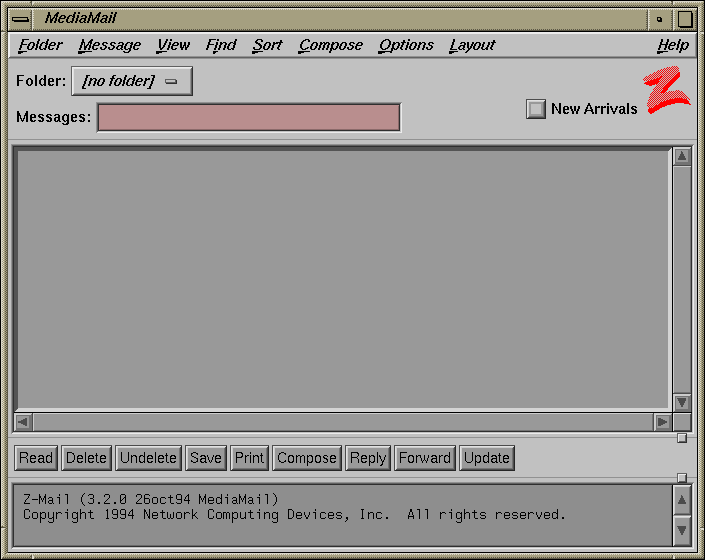 MediaMail
Folder Message View Find Sort Compose Options Layout Help
Folder: [no folder]
Messages:
New Arrivals
Z
Read Delete Undelete Save Print Compose Reply Forward Update
Z-Mail (3.2.0 26oct94 MediaMail)
Copyright 1994 Network Computing Devices, Inc.  All rights reserved.